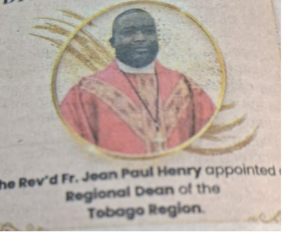 he Rev'd Fr. Jean Paul Henry appointed
Regional Dean of the
Tobago Region.